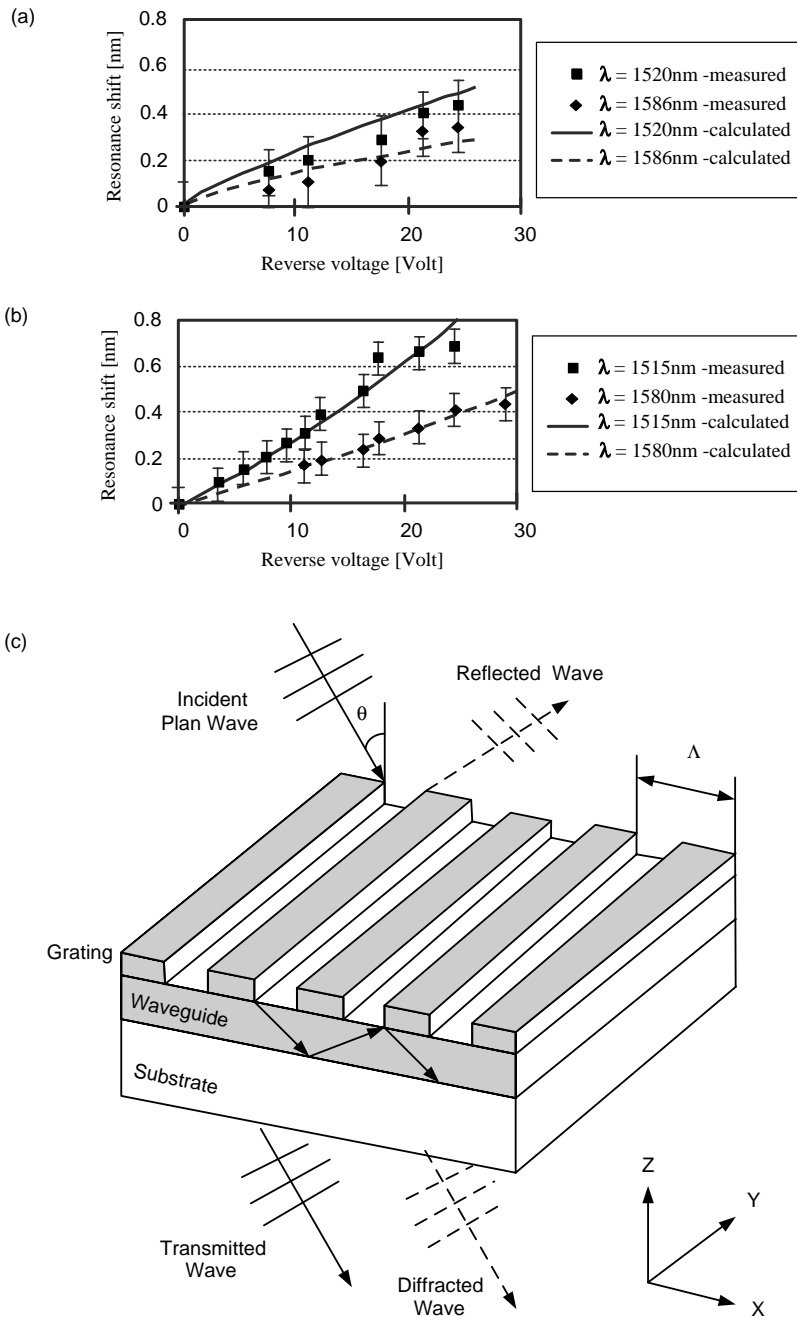 (a)
0.8
0.6
0.4
0.2
0
Resonance shift [nm]
0
10
20
30
Reverse voltage [Volt]
λ = 1520nm -measured
λ = 1586nm -measured
λ = 1520nm -calculated
λ = 1586nm -calculated
(b)
0.8
0.6
0.4
0.2
0
Resonance shift [nm]
0
10
20
30
Reverse voltage [Volt]
λ = 1515nm -measured
λ = 1580nm -measured
λ = 1515nm -calculated
λ = 1580nm -calculated
(c)
Incident
Plan Wave
θ
Reflected Wave
Λ
Grating
Waveguide
Substrate
Transmitted
Wave
Diffracted
Wave
Z
Y
X